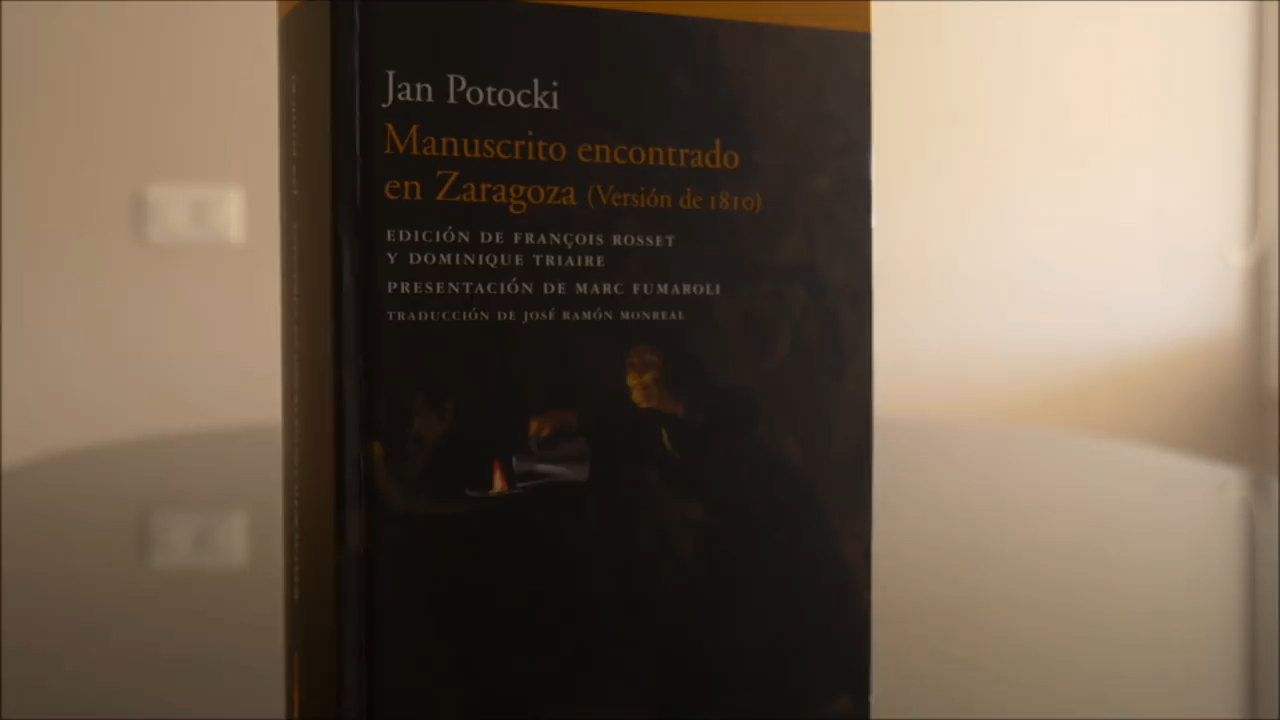 Jan Potocki
Manuscrito encontrado
en Zaragoza (Versión de 1810)
EDICIÓN DE FRANÇOIS ROSSET
Y DOMINIQUE TRIAIRE
PRESENTACIÓN DE MARC FUMAROLI
TRADUCCIÓN DE JOSÉ RAMÓN MONREAL